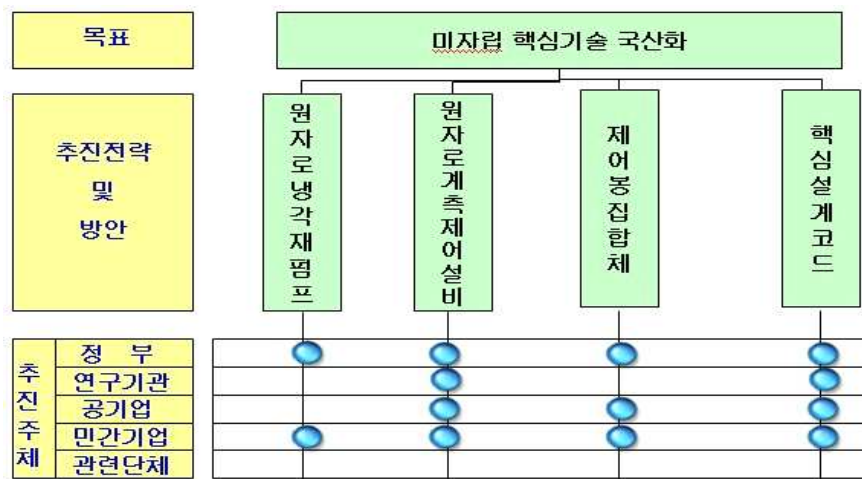 목표
미자립 핵심기술 국산화
추진전략
및
방안
원자로냉각재펌프
원자로계측제어설비
제어봉집합체
핵심설계코드
추진주체
정 부
연구기관
공기업
민간기업
관련단체